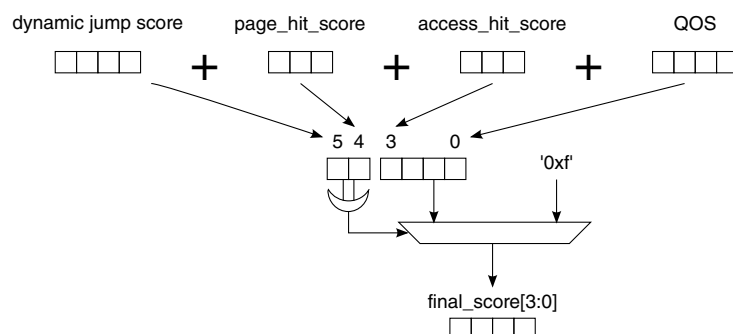 dynamic jump score page_hit_score access_hit_score QOS
+ + +
5 4 3 0
'0xf'
final_score[3:0]